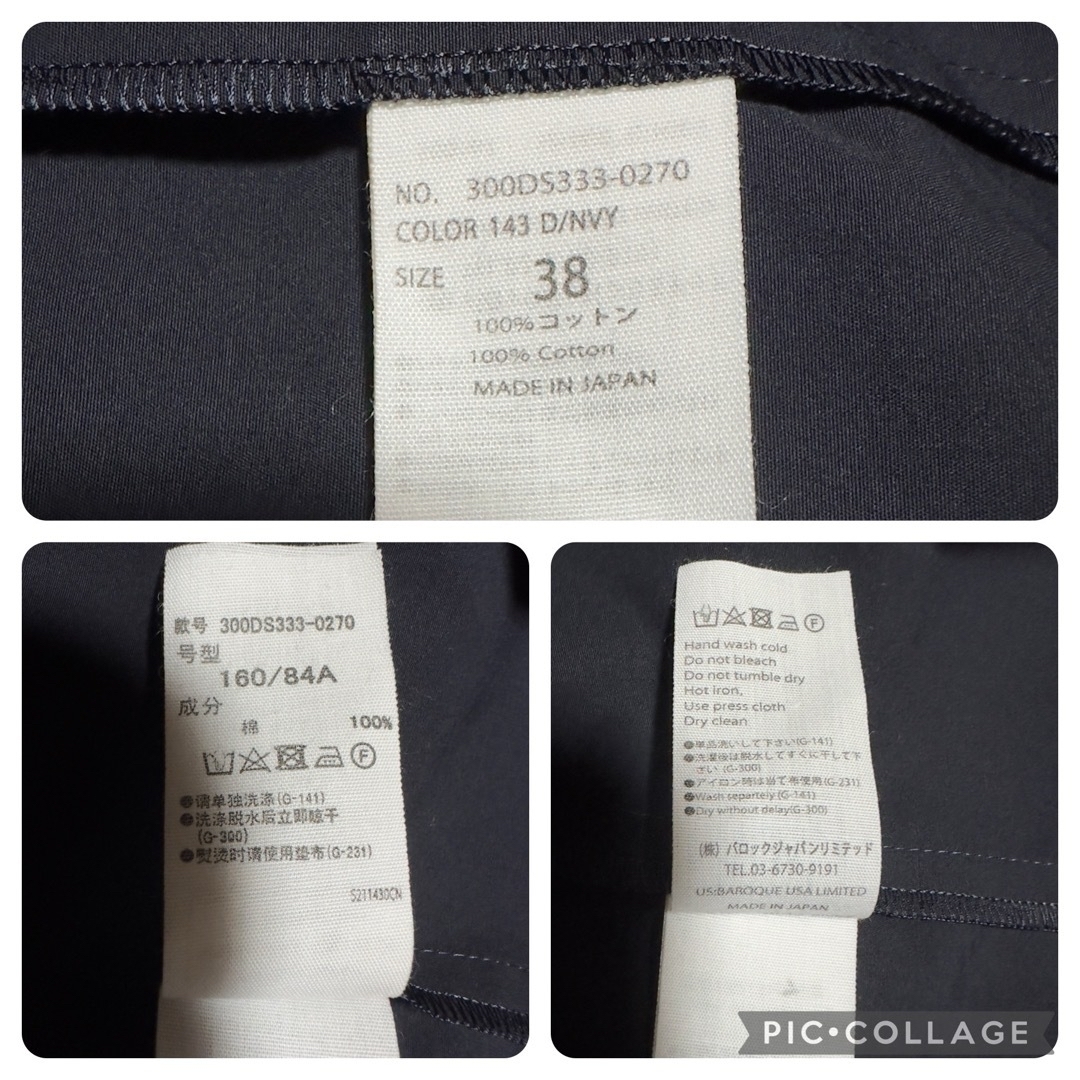 NO. 300DS333-0270
COLOR 143 D/NVY
SIZE 38
100%コットン
100% Cotton
MADE IN JAPAN
款号 300DS333-0270
号型
160/84A
成分
棉 100%
F
●请单独洗涤(G-141)
●洗涤脱水后立即晾干
(G-300)
●熨烫时请使用垫布(G-231)
S211430CN
F
Hand wash cold
Do not bleach
Do not tumble dry
Hot iron,
Use press cloth
Dry clean
●単品洗いして下さい(G-141)
●洗濯後は脱水してすぐに干して下
さい (G-300)
●アイロン時は当て布使用(G-231)
●Wash separtely (G-141)
●Dry without delay(G-300)
(株) バロックジャパンリミテッド
TEL.03-6730-9191
US:BAROQUE USA LIMITED
MADE IN JAPAN
PIC•COLLAGE